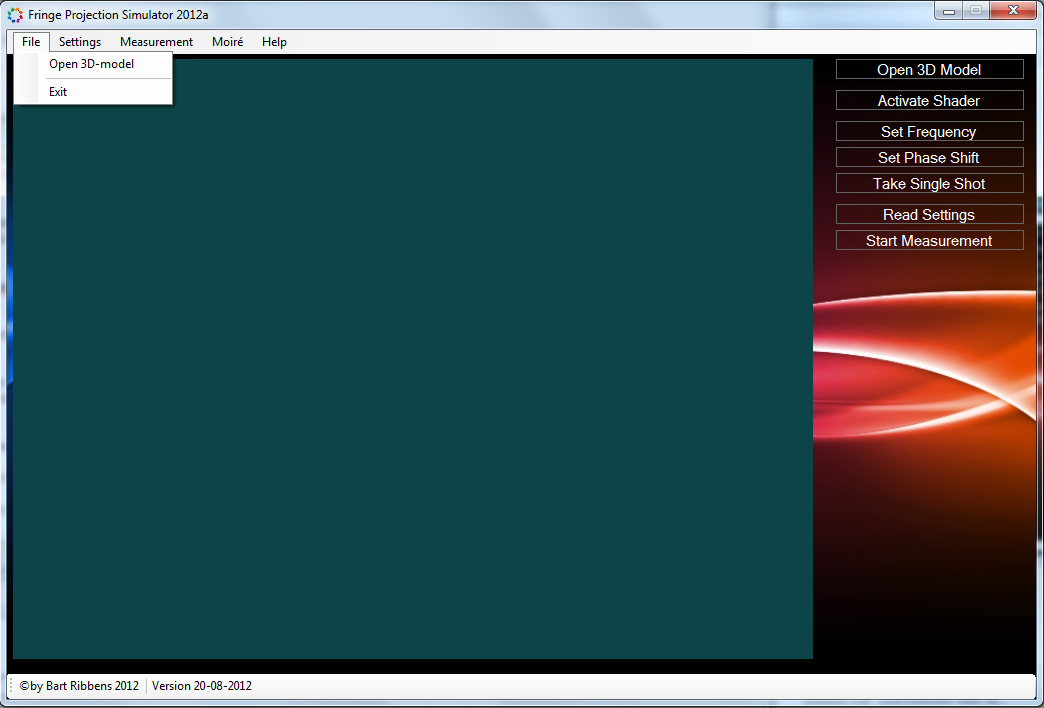 Fringe Projection Simulator 2012a
File Settings Measurement Moiré Help
Open 3D-model
Exit
Open 3D Model
Activate Shader
Set Frequency
Set Phase Shift
Take Single Shot
Read Settings
Start Measurement
©by Bart Ribbens 2012 Version 20-08-2012